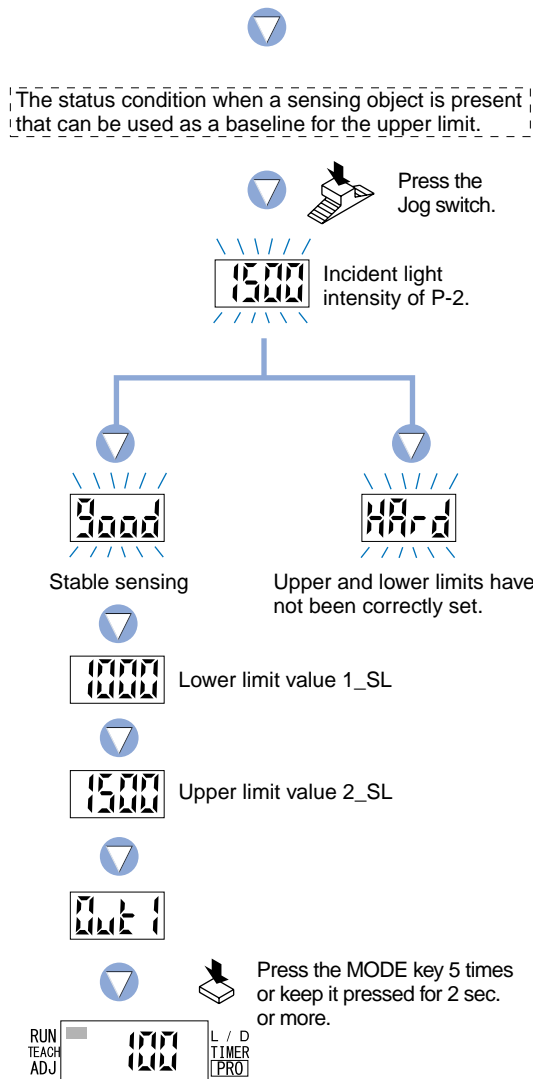 The status condition when a sensing object is present
that can be used as a baseline for the upper limit.
Press the
Jog switch.
1500
Incident light
intensity of P-2.
good
HArd
Stable sensing
Upper and lower limits have
not been correctly set.
1000
Lower limit value 1_SL
1500
Upper limit value 2_SL
Out1
Press the MODE key 5 times
or keep it pressed for 2 sec.
or more.
RUN
TEACH
ADJ
100
L / D
TIMER
PRO